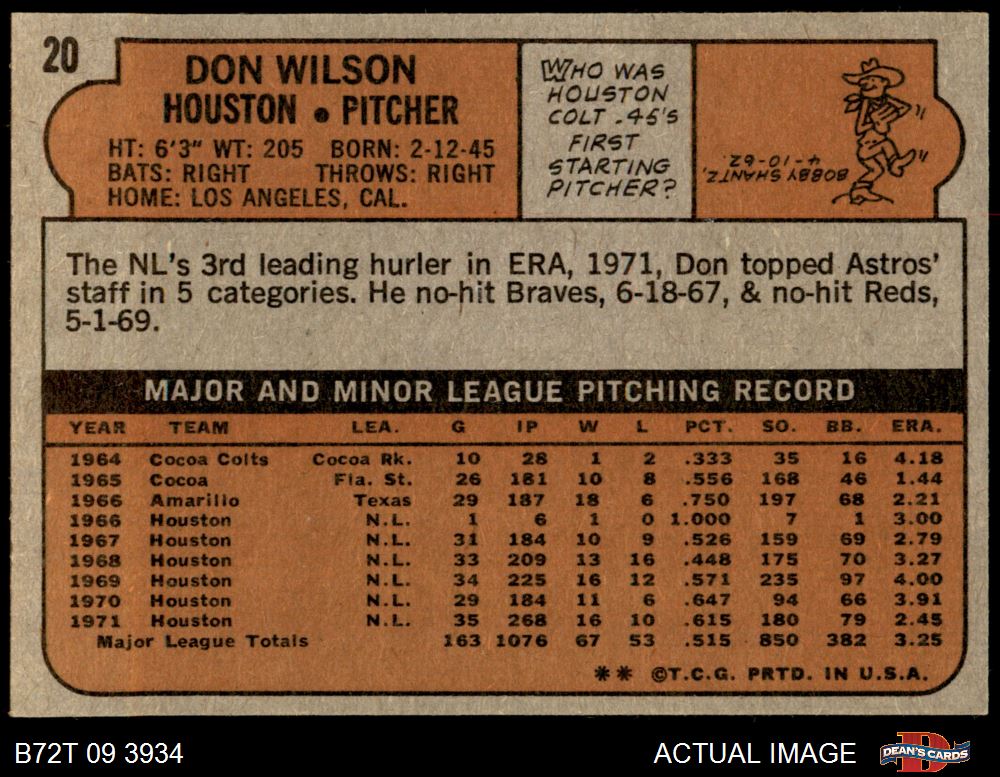 20
DON WILSON
HOUSTON • PITCHER
HT: 6'3" WT: 205 BORN: 2-12-45
BATS: RIGHT THROWS: RIGHT
HOME: LOS ANGELES, CAL.
WHO WAS
HOUSTON
COLT .45'S
FIRST
STARTING
PITCHER?
BOBBY SHANTZ,
4-10-62.
The NL's 3rd leading hurler in ERA, 1971, Don topped Astros'
staff in 5 categories. He no-hit Braves, 6-18-67, & no-hit Reds,
5-1-69.
MAJOR AND MINOR LEAGUE PITCHING RECORD
YEAR TEAM LEA. G IP W L PCT. SO. BB. ERA.
1964 Cocoa Colts Cocoa Rk. 10 28 1 2 .333 35 16 4.18
1965 Cocoa Fla. St. 26 181 10 8 .556 168 46 1.44
1966 Amarillo Texas 29 187 18 6 .750 197 68 2.21
1966 Houston N.L. 1 6 1 0 1.000 7 1 3.00
1967 Houston N.L. 31 184 10 9 .526 159 69 2.79
1968 Houston N.L. 33 209 13 16 .448 175 70 3.27
1969 Houston N.L. 34 225 16 12 .571 235 97 4.00
1970 Houston N.L. 29 184 11 6 .647 94 66 3.91
1971 Houston N.L. 35 268 16 10 .615 180 79 2.45
Major League Totals 163 1076 67 53 .515 850 382 3.25
** ©T.C.G. PRTD. IN U.S.A.
B72T 09 3934 ACTUAL IMAGE D DEAN'S CARDS